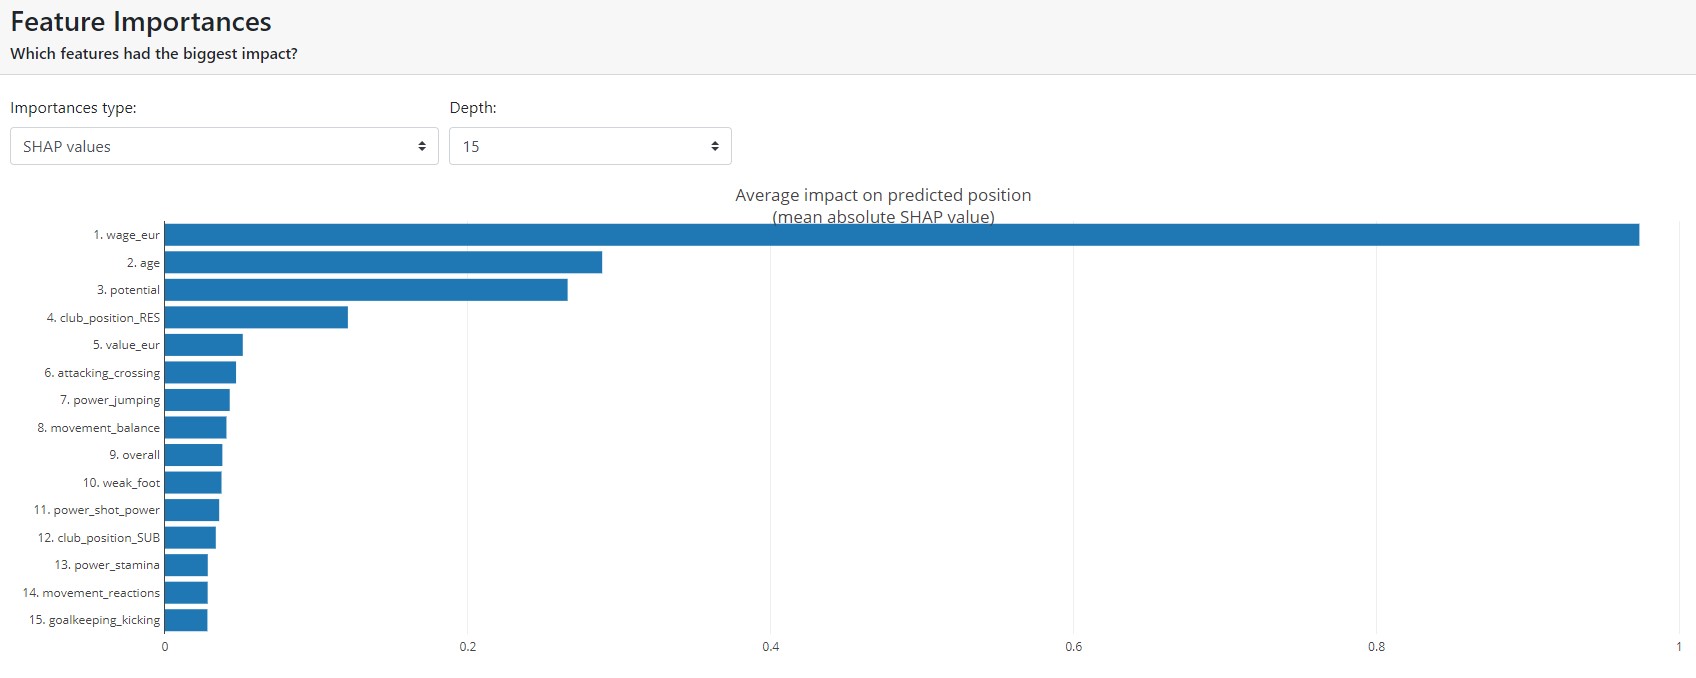 Feature Importances
Which features had the biggest impact?
Importances type:
Depth:
SHAP values
15
Average impact on predicted position
(mean absolute SHAP value)
1. wage_eur
2. age
3. potential
4. club_position_RES
5. value_eur
6. attacking_crossing
7. power_jumping
8. movement_balance
9. overall
10. weak_foot
11. power_shot_power
12. club_position_SUB
13. power_stamina
14. movement_reactions
15. goalkeeping_kicking
0 0.2 0.4 0.6 0.8 1